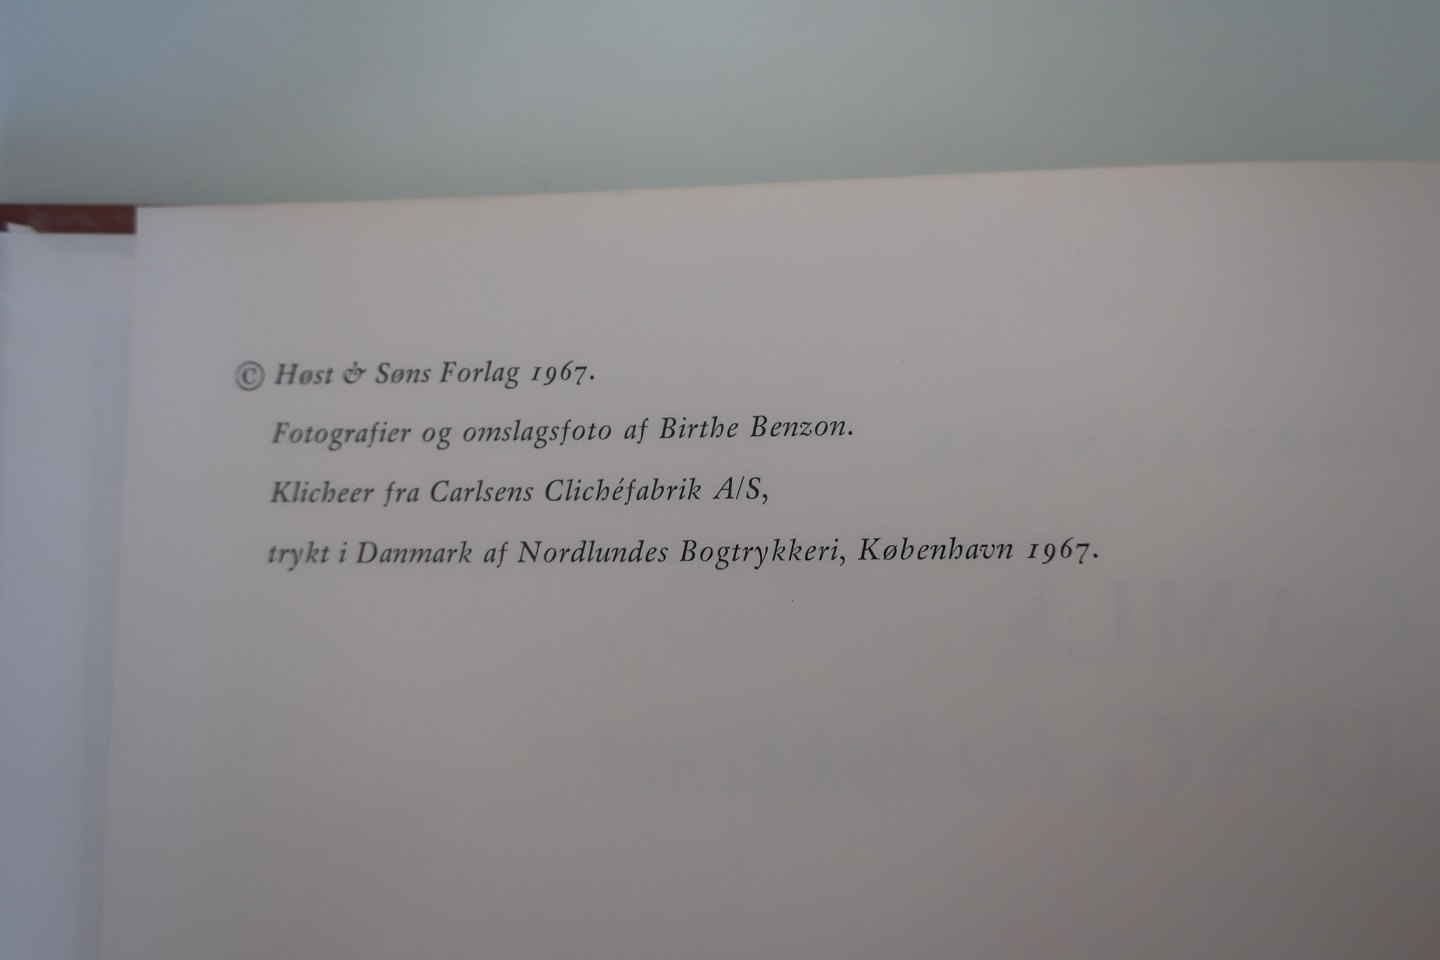 © Høst & Søns Forlag 1967.
Fotografier og omslagsfoto af Birthe Benzon.
Klicheer fra Carlsens Clichéfabrik A/S,
trykt i Danmark af Nordlundes Bogtrykkeri, København 1967.
GAMLE